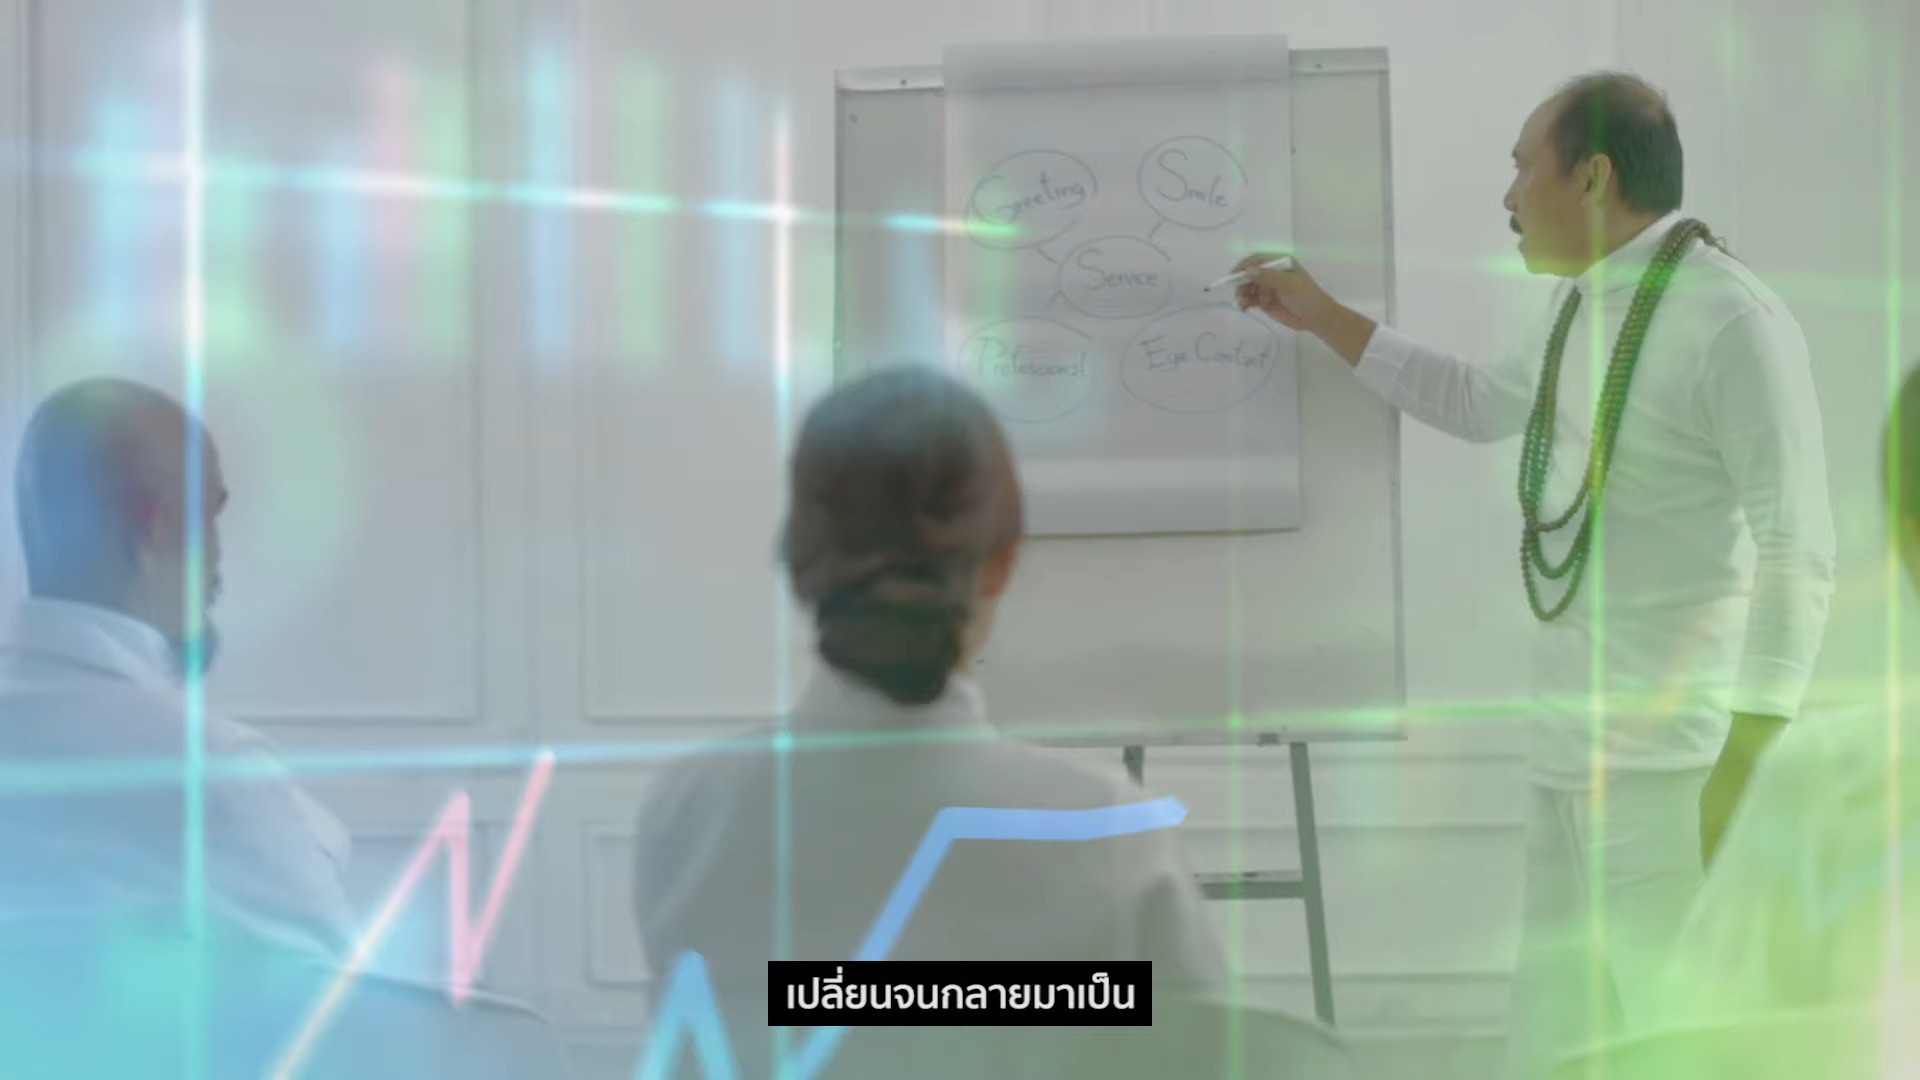 Greeting
Smile
Service
Professional
Eye Contact
เปลี่ยนจนกลายมาเป็น